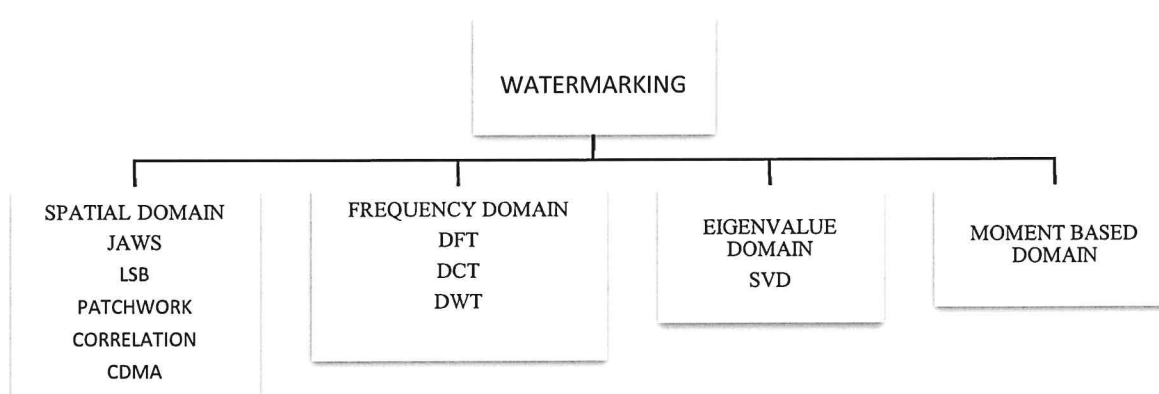 WATERMARKING
SPATIAL DOMAIN
JAWS
LSB
PATCHWORK
CORRELATION
CDMA
FREQUENCY DOMAIN
DFT
DCT
DWT
EIGENVALUE
DOMAIN
SVD
MOMENT BASED
DOMAIN